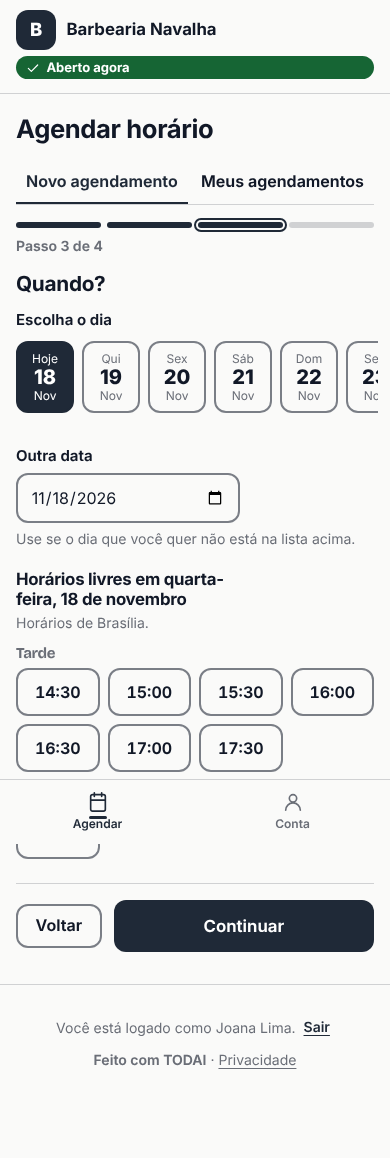 B Barbearia Navalha
Aberto agora
Agendar horário
Novo agendamento Meus agendamentos
Passo 3 de 4
Quando?
Escolha o dia
Hoje Qui Sex Sáb Dom
18 19 20 21 22
Nov Nov Nov Nov Nov Nov
Outra data
11/18/2026
Use se o dia que você quer não está na lista acima.
Horários livres em quarta-
feira, 18 de novembro
Horários de Brasília.
Tarde
14:30 15:00 15:30 16:00
16:30 17:00 17:30
Agendar Conta
Voltar Continuar
Você está logado como Joana Lima. Sair
Feito com TODAI · Privacidade